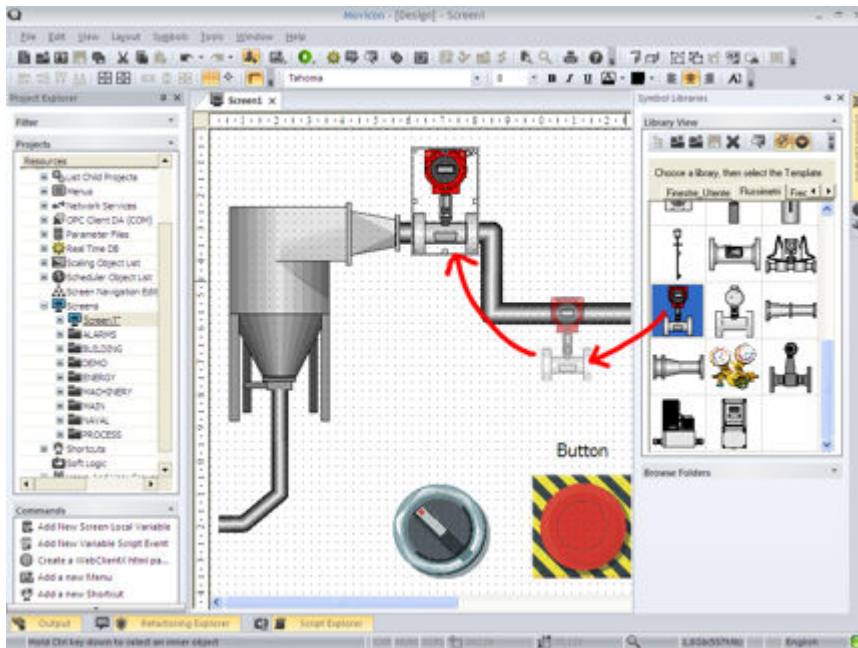 Movicon - [Design] - Screen1
File Edit View Layout Symbols Tools Window Help
Tahoma
Project Explorer
Screen1
Symbol Libraries
Filter
Library View
Projects
Resources
Choose a library, then select the Template
List Child Projects
Finestre_Utente Flussimetri Frec
Menus
Network Services
OPC Client DA (COM)
Parameter Files
Real Time DB
Scaling Object List
Scheduler Object List
Screen Navigation Edit
Screens
Screen1*
ALARMS
BUILDING
DEMO
ENERGY
MACHINERY
MAIN
NAVAL
PROCESS
Shortcuts
Soft Logic
Button
Browse Folders
Commands
Add New Screen Local Variable
Add New Variable Script Event
Create a WebClientX Html pa...
Add a new Menu
Add a new Shortcut
Output Refactoring Explorer Script Explorer
Hold Ctrl key down to select an inner object
English